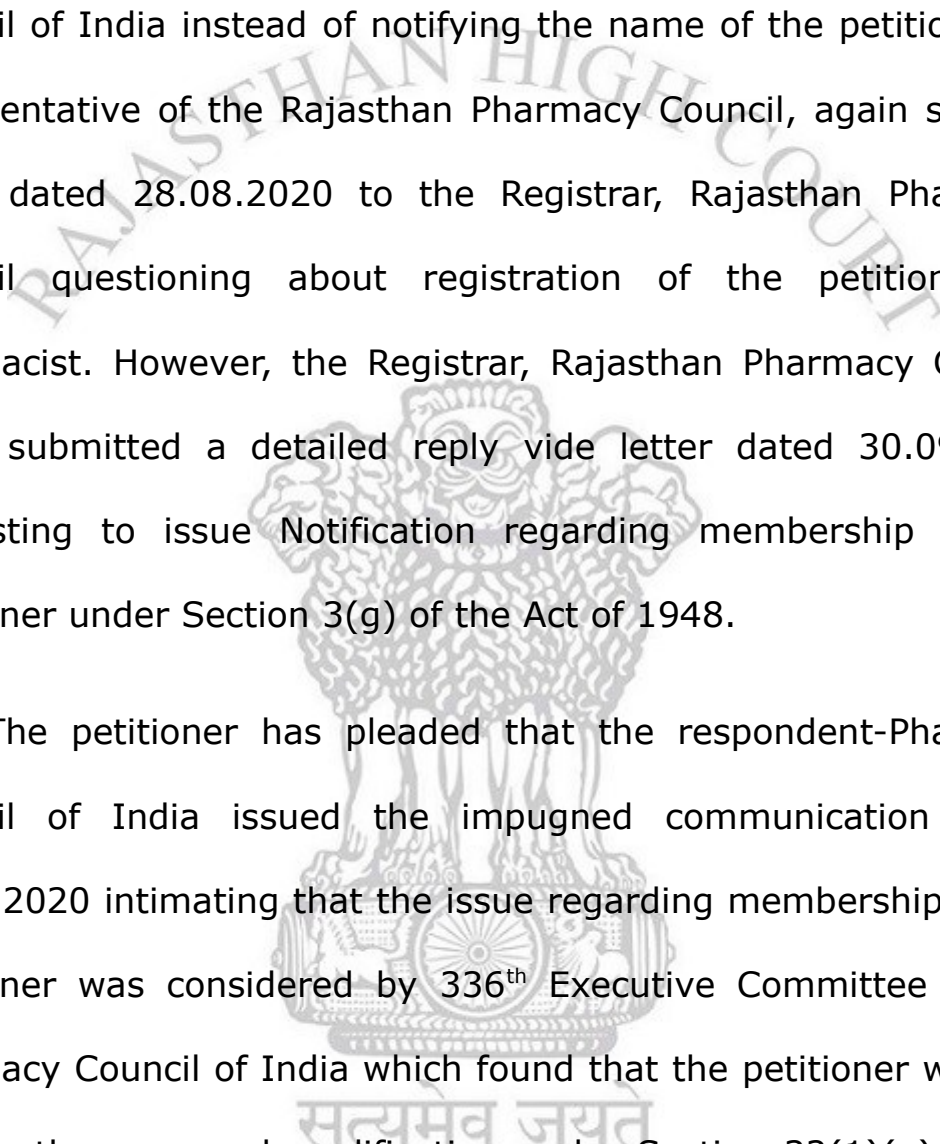 RAJASTHAN HIGH COURT
il of India instead of notifying the name of the petitio
entative of the Rajasthan Pharmacy Council, again s
dated 28.08.2020 to the Registrar, Rajasthan Pha
il questioning about registration of the petition
acist. However, the Registrar, Rajasthan Pharmacy
submitted a detailed reply vide letter dated 30.09
sting to issue Notification regarding membership
ner under Section 3(g) of the Act of 1948.
The petitioner has pleaded that the respondent-Pha
il of India issued the impugned communication
2020 intimating that the issue regarding membership
ner was considered by 336th Executive Committee
acy Council of India which found that the petitioner w
सत्यमेव जयते